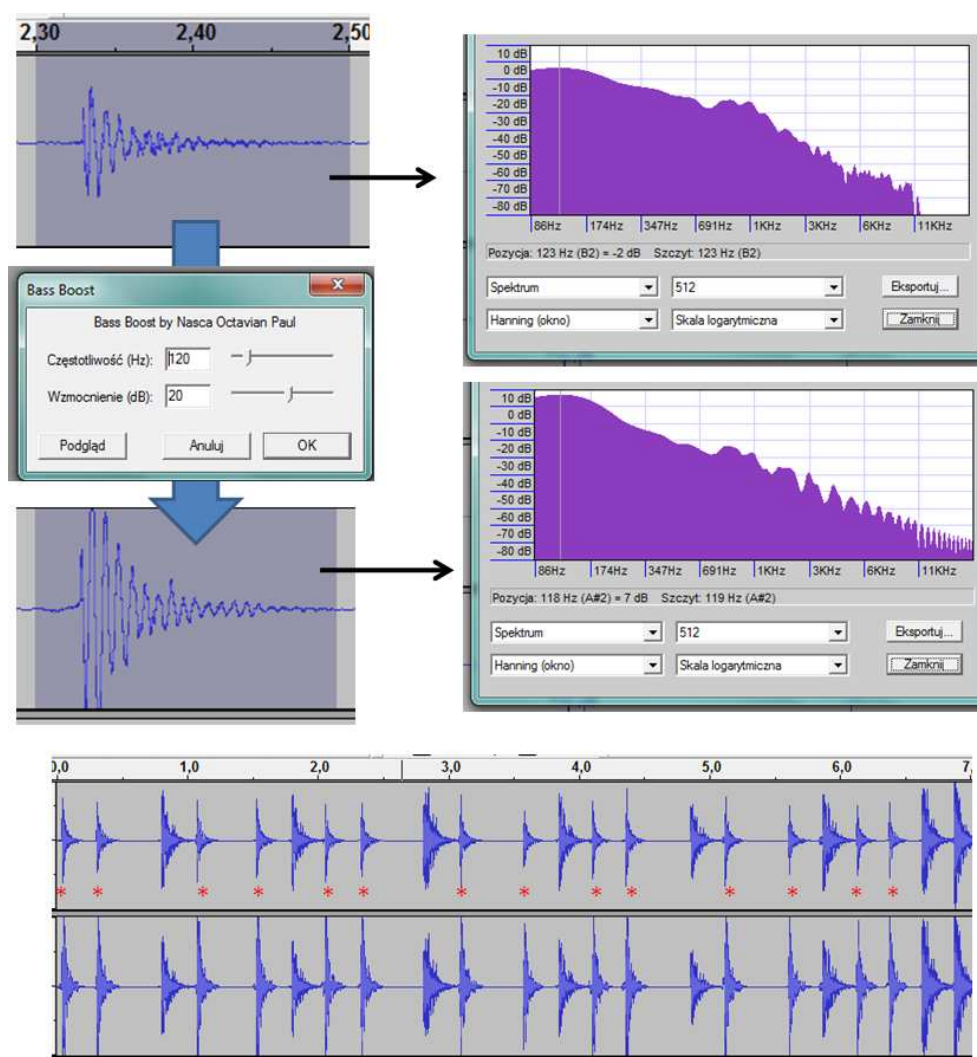 2,30 2,40 2,50
10 dB
0 dB
-10 dB
-20 dB
-30 dB
-40 dB
-50 dB
-60 dB
-70 dB
-80 dB
86Hz 174Hz 347Hz 691Hz 1KHz 3KHz 6KHz 11KHz
Pozycja: 123 Hz (B2) = -2 dB Szczyt: 123 Hz (B2)
Spektrum 512 Eksportuj...
Hanning (okno) Skala logarytmiczna Zamknij
Bass Boost
Bass Boost by Nasca Octavian Paul
Częstotliwość (Hz): 120
Wzmocnienie (dB): 20
Podgląd Anuluj OK
10 dB
0 dB
-10 dB
-20 dB
-30 dB
-40 dB
-50 dB
-60 dB
-70 dB
-80 dB
86Hz 174Hz 347Hz 691Hz 1KHz 3KHz 6KHz 11KHz
Pozycja: 118 Hz (A#2) = 7 dB Szczyt: 119 Hz (A#2)
Spektrum 512 Eksportuj...
Hanning (okno) Skala logarytmiczna Zamknij
0,0 1,0 2,0 3,0 4,0 5,0 6,0 7,
* * * * * * * * * * * * * *